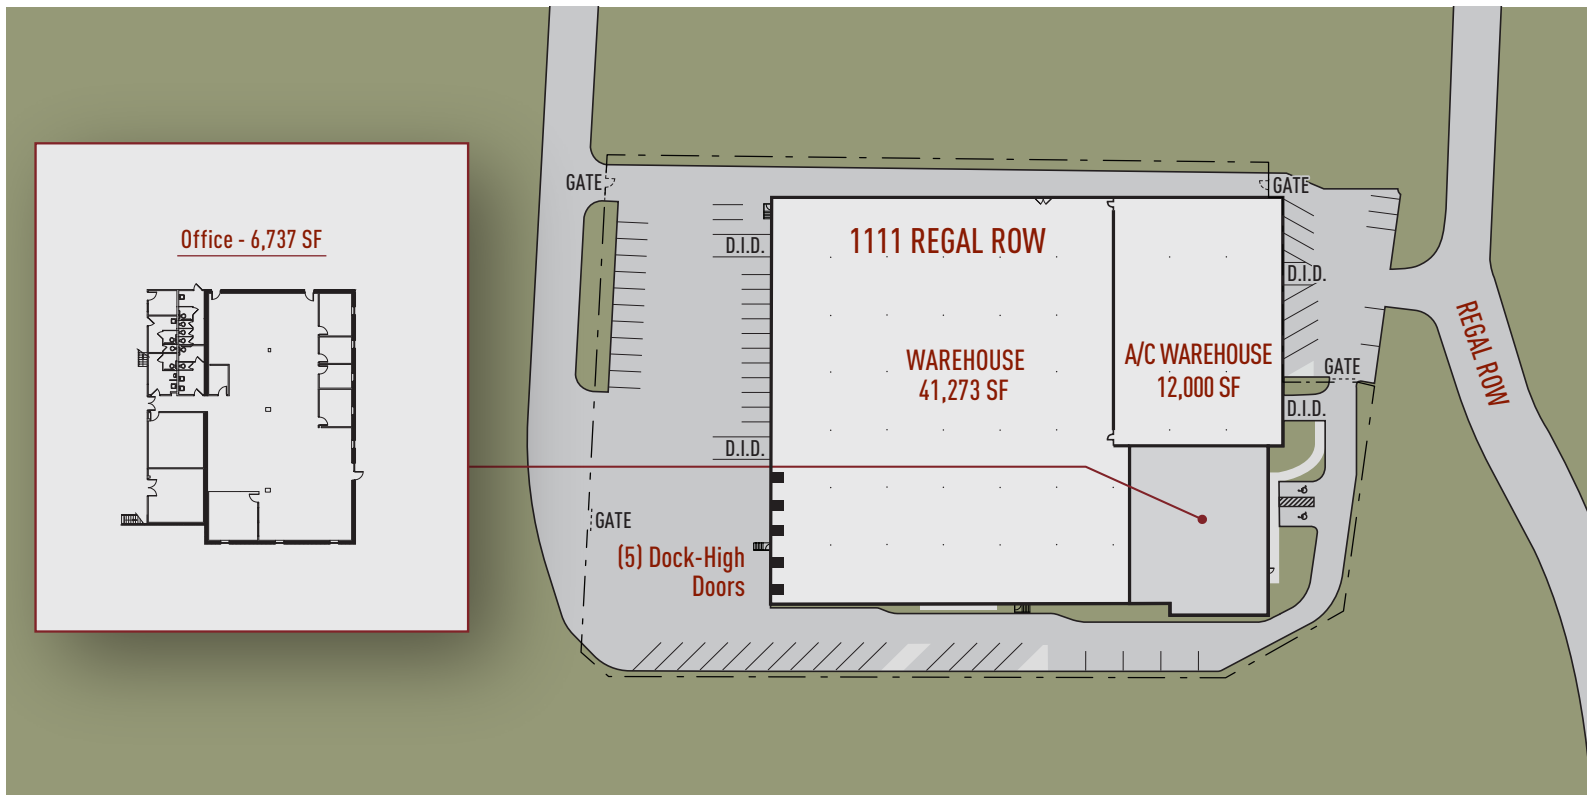 GATE
GATE
Office - 6,737 SF
D.I.D.
1111 REGAL ROW
D.I.D.
WAREHOUSE
41,273 SF
A/C WAREHOUSE
12,000 SF
GATE
REGAL ROW
D.I.D.
D.I.D.
GATE
(5) Dock-High
Doors